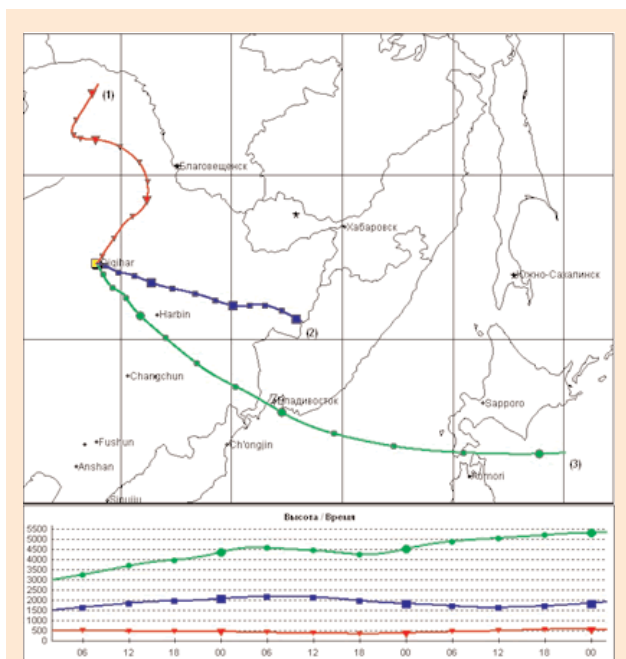 (1)
Благовещенск
Хабаровск
Qiqihar
Южно-Сахалинск
Harbin
(2)
Changchun
Владивосток
Sapporo
Fushun
Ch'ongjin
(3)
Anshan
Aomori
Sinuiju
Высота / Время
5500
5000
4500
4000
3500
3000
2500
2000
1500
1000
500
0
06 12 18 00 06 12 18 00 06 12 18 00